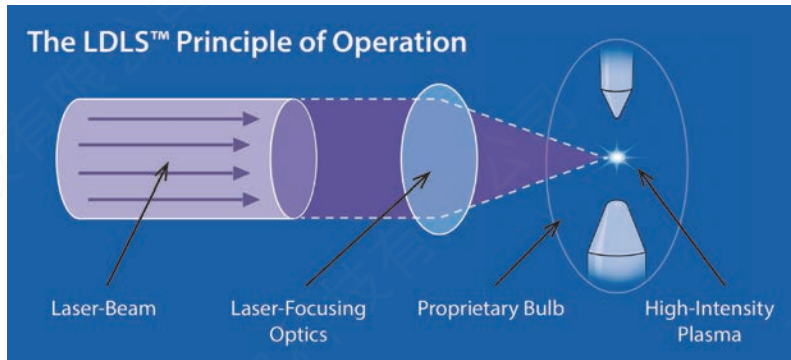 The LDLS™ Principle of Operation
Laser-Beam
Laser-Focusing
Optics
Proprietary Bulb
High-Intensity
Plasma